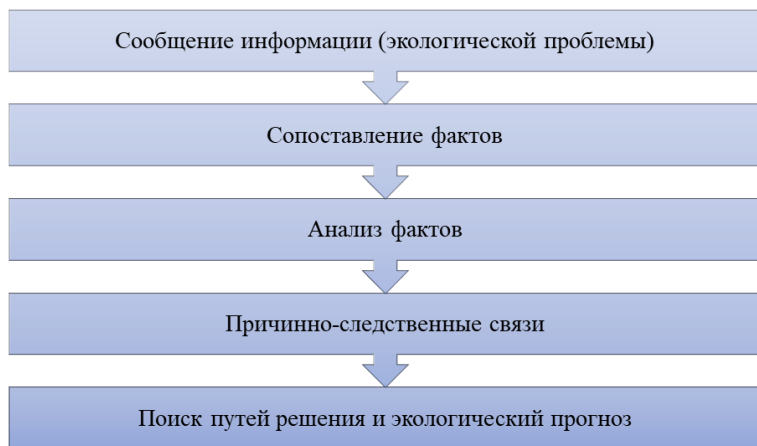 Сообщение информации (экологической проблемы)
Сопоставление фактов
Анализ фактов
Причинно-следственные связи
Поиск путей решения и экологический прогноз